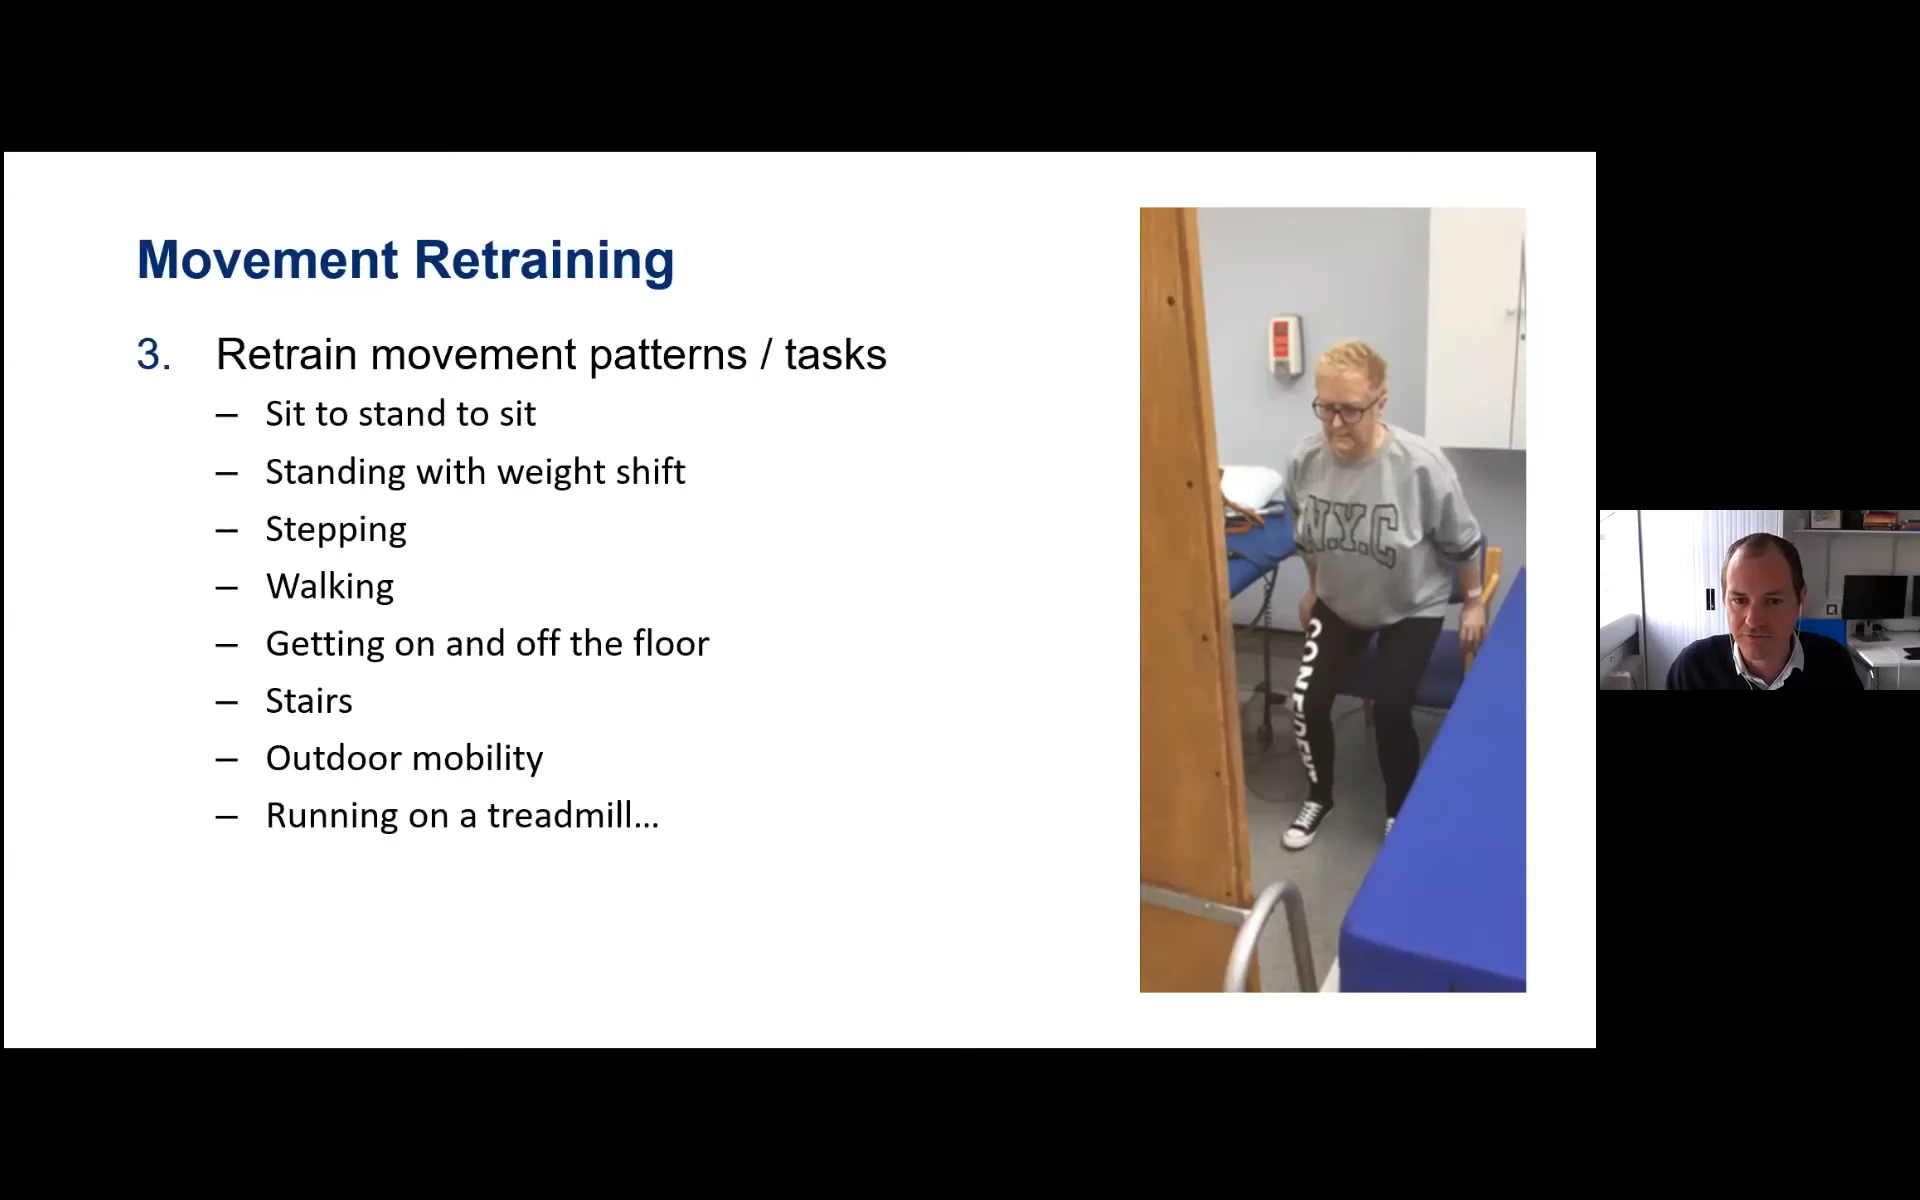 Movement Retraining
3. Retrain movement patterns / tasks
– Sit to stand to sit
– Standing with weight shift
– Stepping
– Walking
– Getting on and off the floor
– Stairs
– Outdoor mobility
– Running on a treadmill...
N.Y.C
CONFIDENT